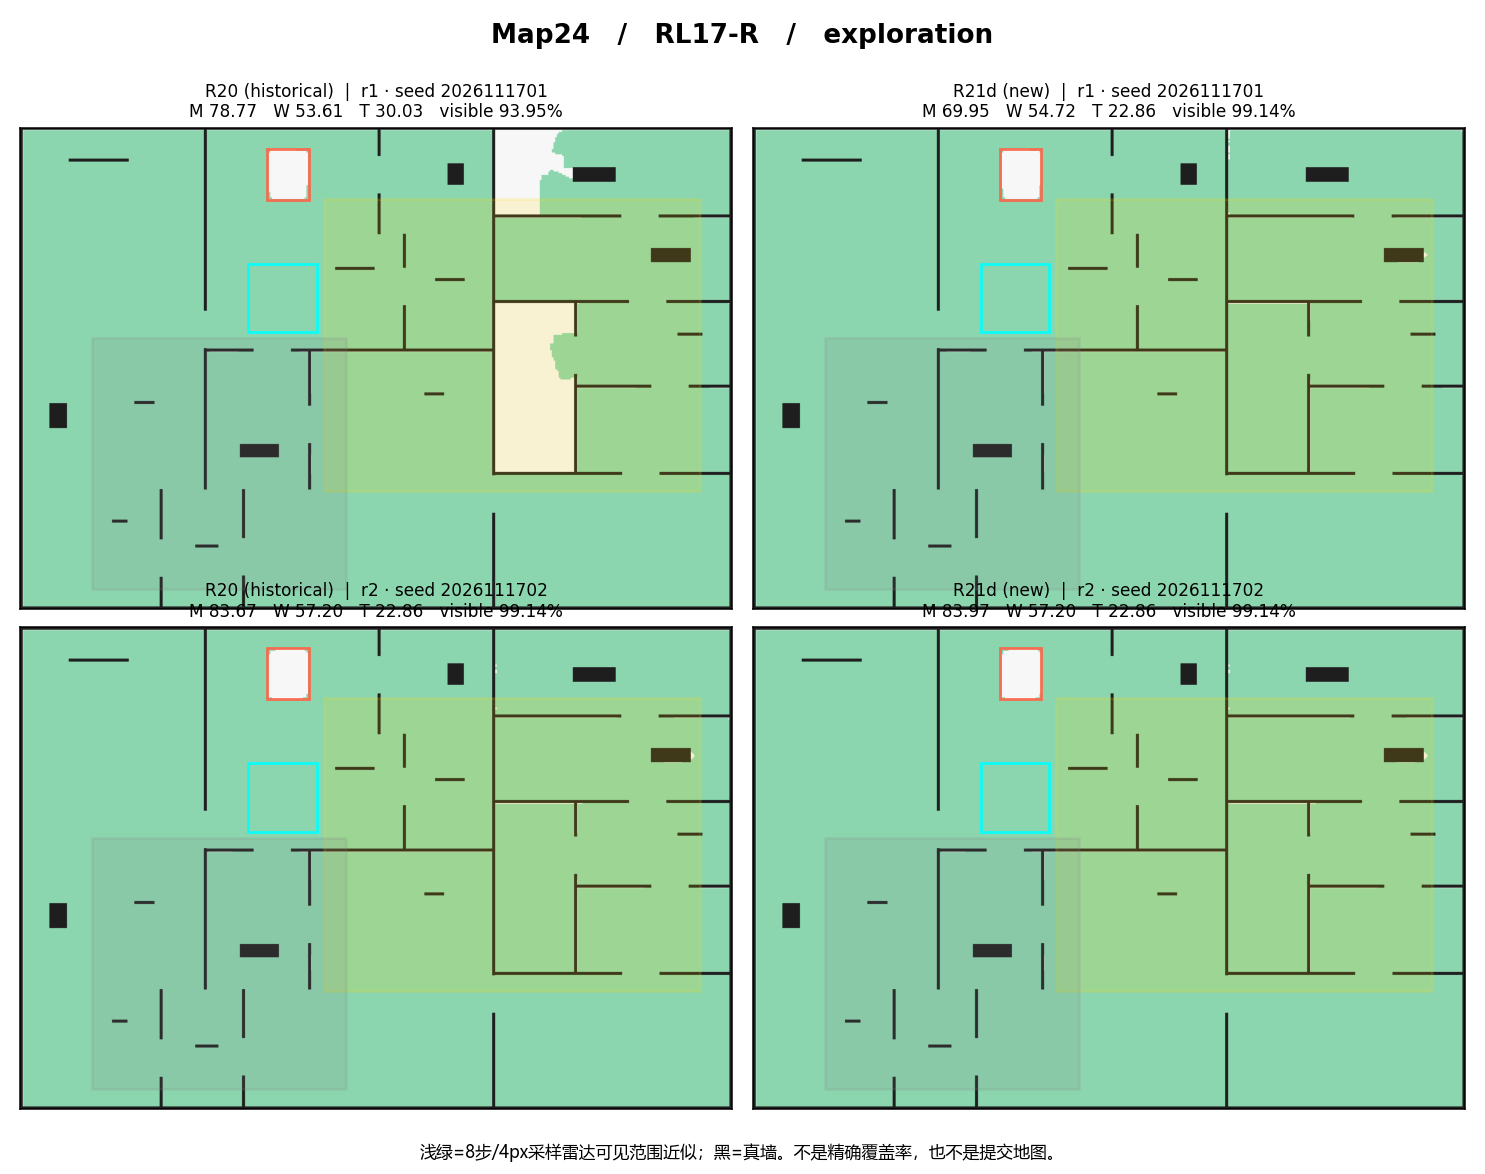 Map24 / RL17-R / exploration
R20 (historical) | r1 · seed 2026111701
M 78.77 W 53.61 T 30.03 visible 93.95%
R21d (new) | r1 · seed 2026111701
M 69.95 W 54.72 T 22.86 visible 99.14%
R20 (historical) | r2 · seed 2026111702
M 83.67 W 57.20 T 22.86 visible 99.14%
R21d (new) | r2 · seed 2026111702
M 83.97 W 57.20 T 22.86 visible 99.14%
浅绿=8步/4px采样雷达可见范围近似；黑=真墙。不是精确覆盖率，也不是提交地图。